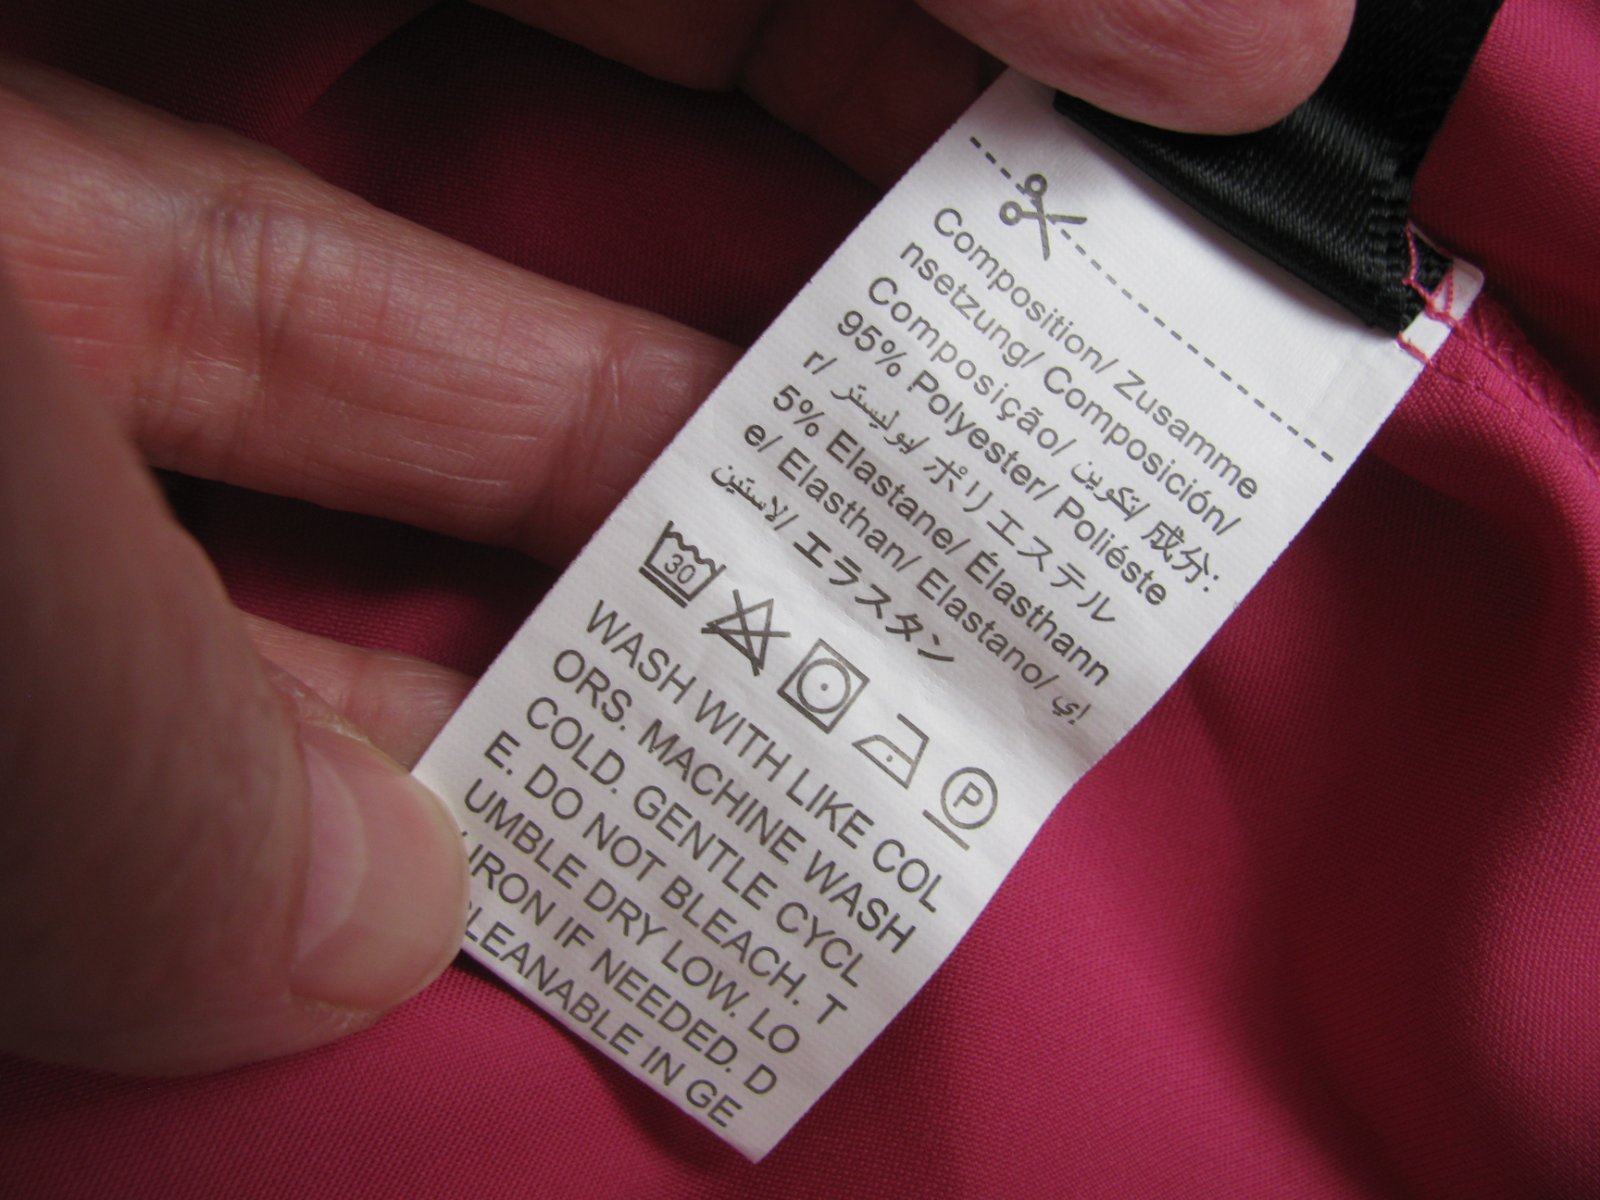 Composition/ Zusamme
nsetzung/ Composición/
Composição/ تكوين/ 成分:
95% Polyester/ Poliéste
r/ بوليستر/ ポリエステル
5% Elastane/ Élasthann
e/ Elasthan/ Elastano/ إي
لاستين/ エラスタン
30
P
WASH WITH LIKE COL
ORS. MACHINE WASH
COLD. GENTLE CYCL
E. DO NOT BLEACH. T
UMBLE DRY LOW. LO
IRON IF NEEDED. D
LEANABLE IN GE